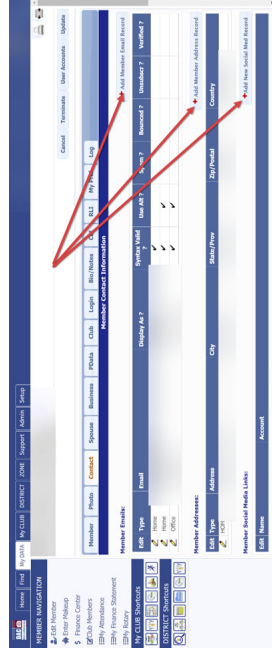 Home Find My DATA My CLUB DISTRICT ZONE Support Admin Setup
MEMBER NAVIGATION
Edit Member
Enter Makeup
$ Finance Center
Club Members
My Attendance
My Finance Statement
My Rotary
My CLUB Shortcuts
DISTRICT Shortcuts
Cancel Terminate User Accounts Update
Member Photo Contact Spouse Business PData Club Login Bio/Notes RLI My Log
Member Contact Information
Member Emails:
+ Add Member Email Record
Edit Type Email Display As ? Syntax Valid ? Use Alt ? Bounced ? Unsubscr ? Verified ?
Home
Home
Office
Member Addresses:
+ Add Member Address Record
Edit Type Address City State/Prov Zip/Postal Country
HOM
Member Social Media Links:
+ Add New Social Med Record
Edit Name Account